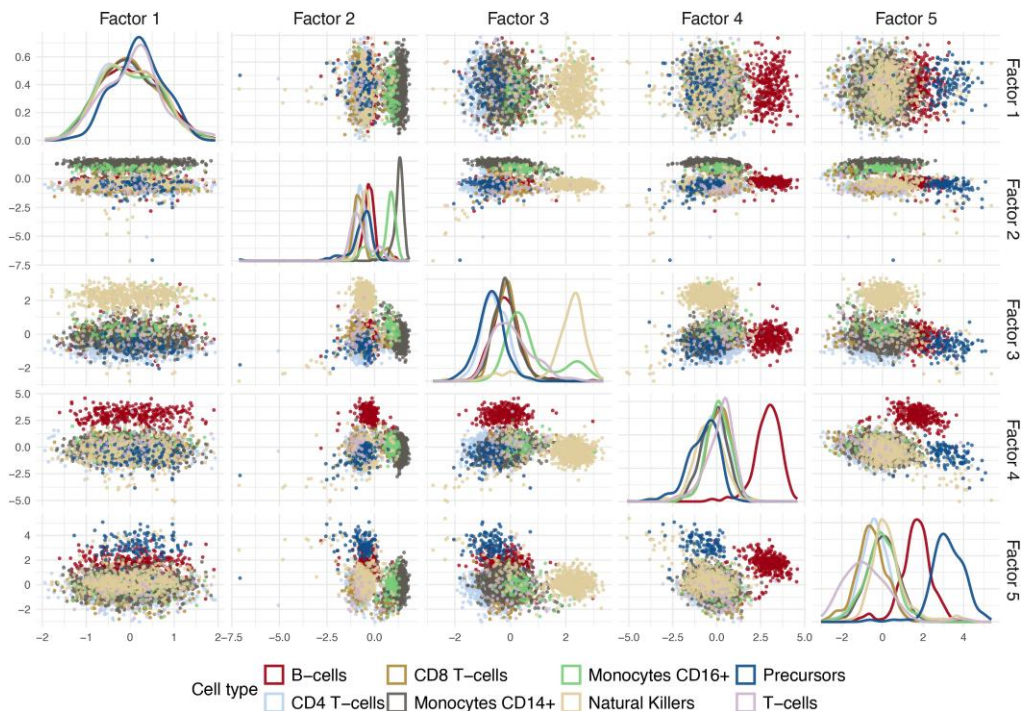 Factor 1 Factor 2 Factor 3 Factor 4 Factor 5
0.6
0.4
0.2
0.0
Factor 1
0.0
−2.5
−5.0
−7.5
Factor 2
2
0
−2
Factor 3
5.0
2.5
0.0
−2.5
−5.0
Factor 4
4
2
0
−2
Factor 5
−2 −1 0 1 2 −7.5 −5.0 −2.5 0.0 −2 0 2 −5.0 −2.5 0.0 2.5 5.0 −2 0 2 4
Cell type
B-cells CD8 T-cells Monocytes CD16+ Precursors
CD4 T-cells Monocytes CD14+ Natural Killers T-cells